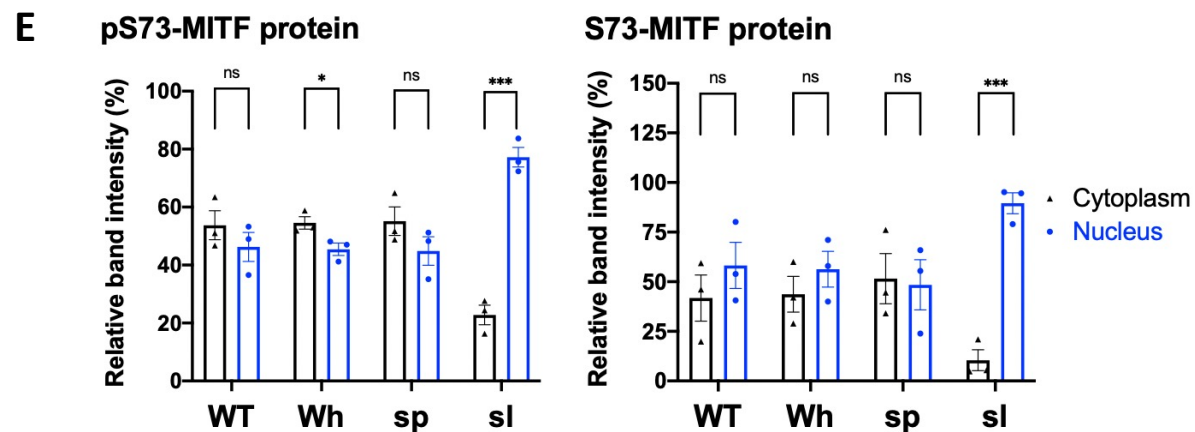 E
pS73-MITF protein
Relative band intensity (%)
100
80
60
40
20
0
ns
*
ns
***
WT
Wh
sp
sl
S73-MITF protein
Relative band intensity (%)
150
125
100
75
50
25
0
ns
ns
ns
***
WT
Wh
sp
sl
Cytoplasm
Nucleus